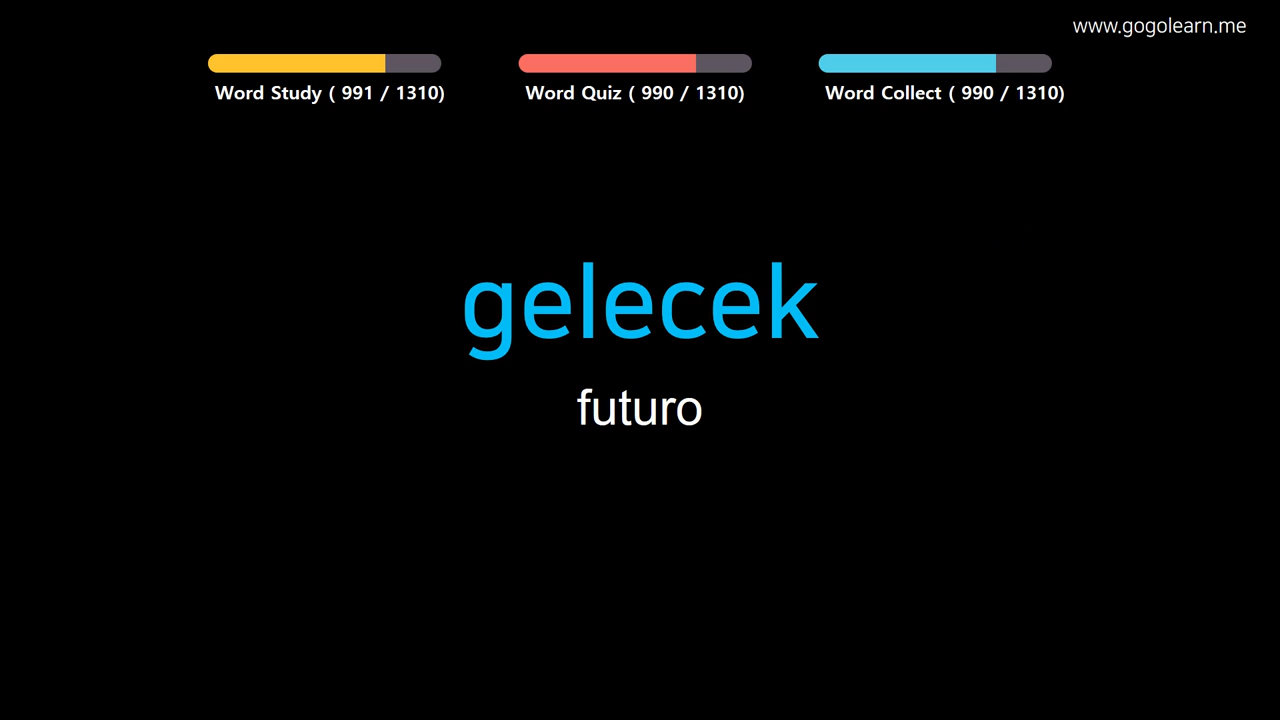 www.gogolearn.me
Word Study ( 991 / 1310)
Word Quiz ( 990 / 1310)
Word Collect ( 990 / 1310)
gelecek
futuro